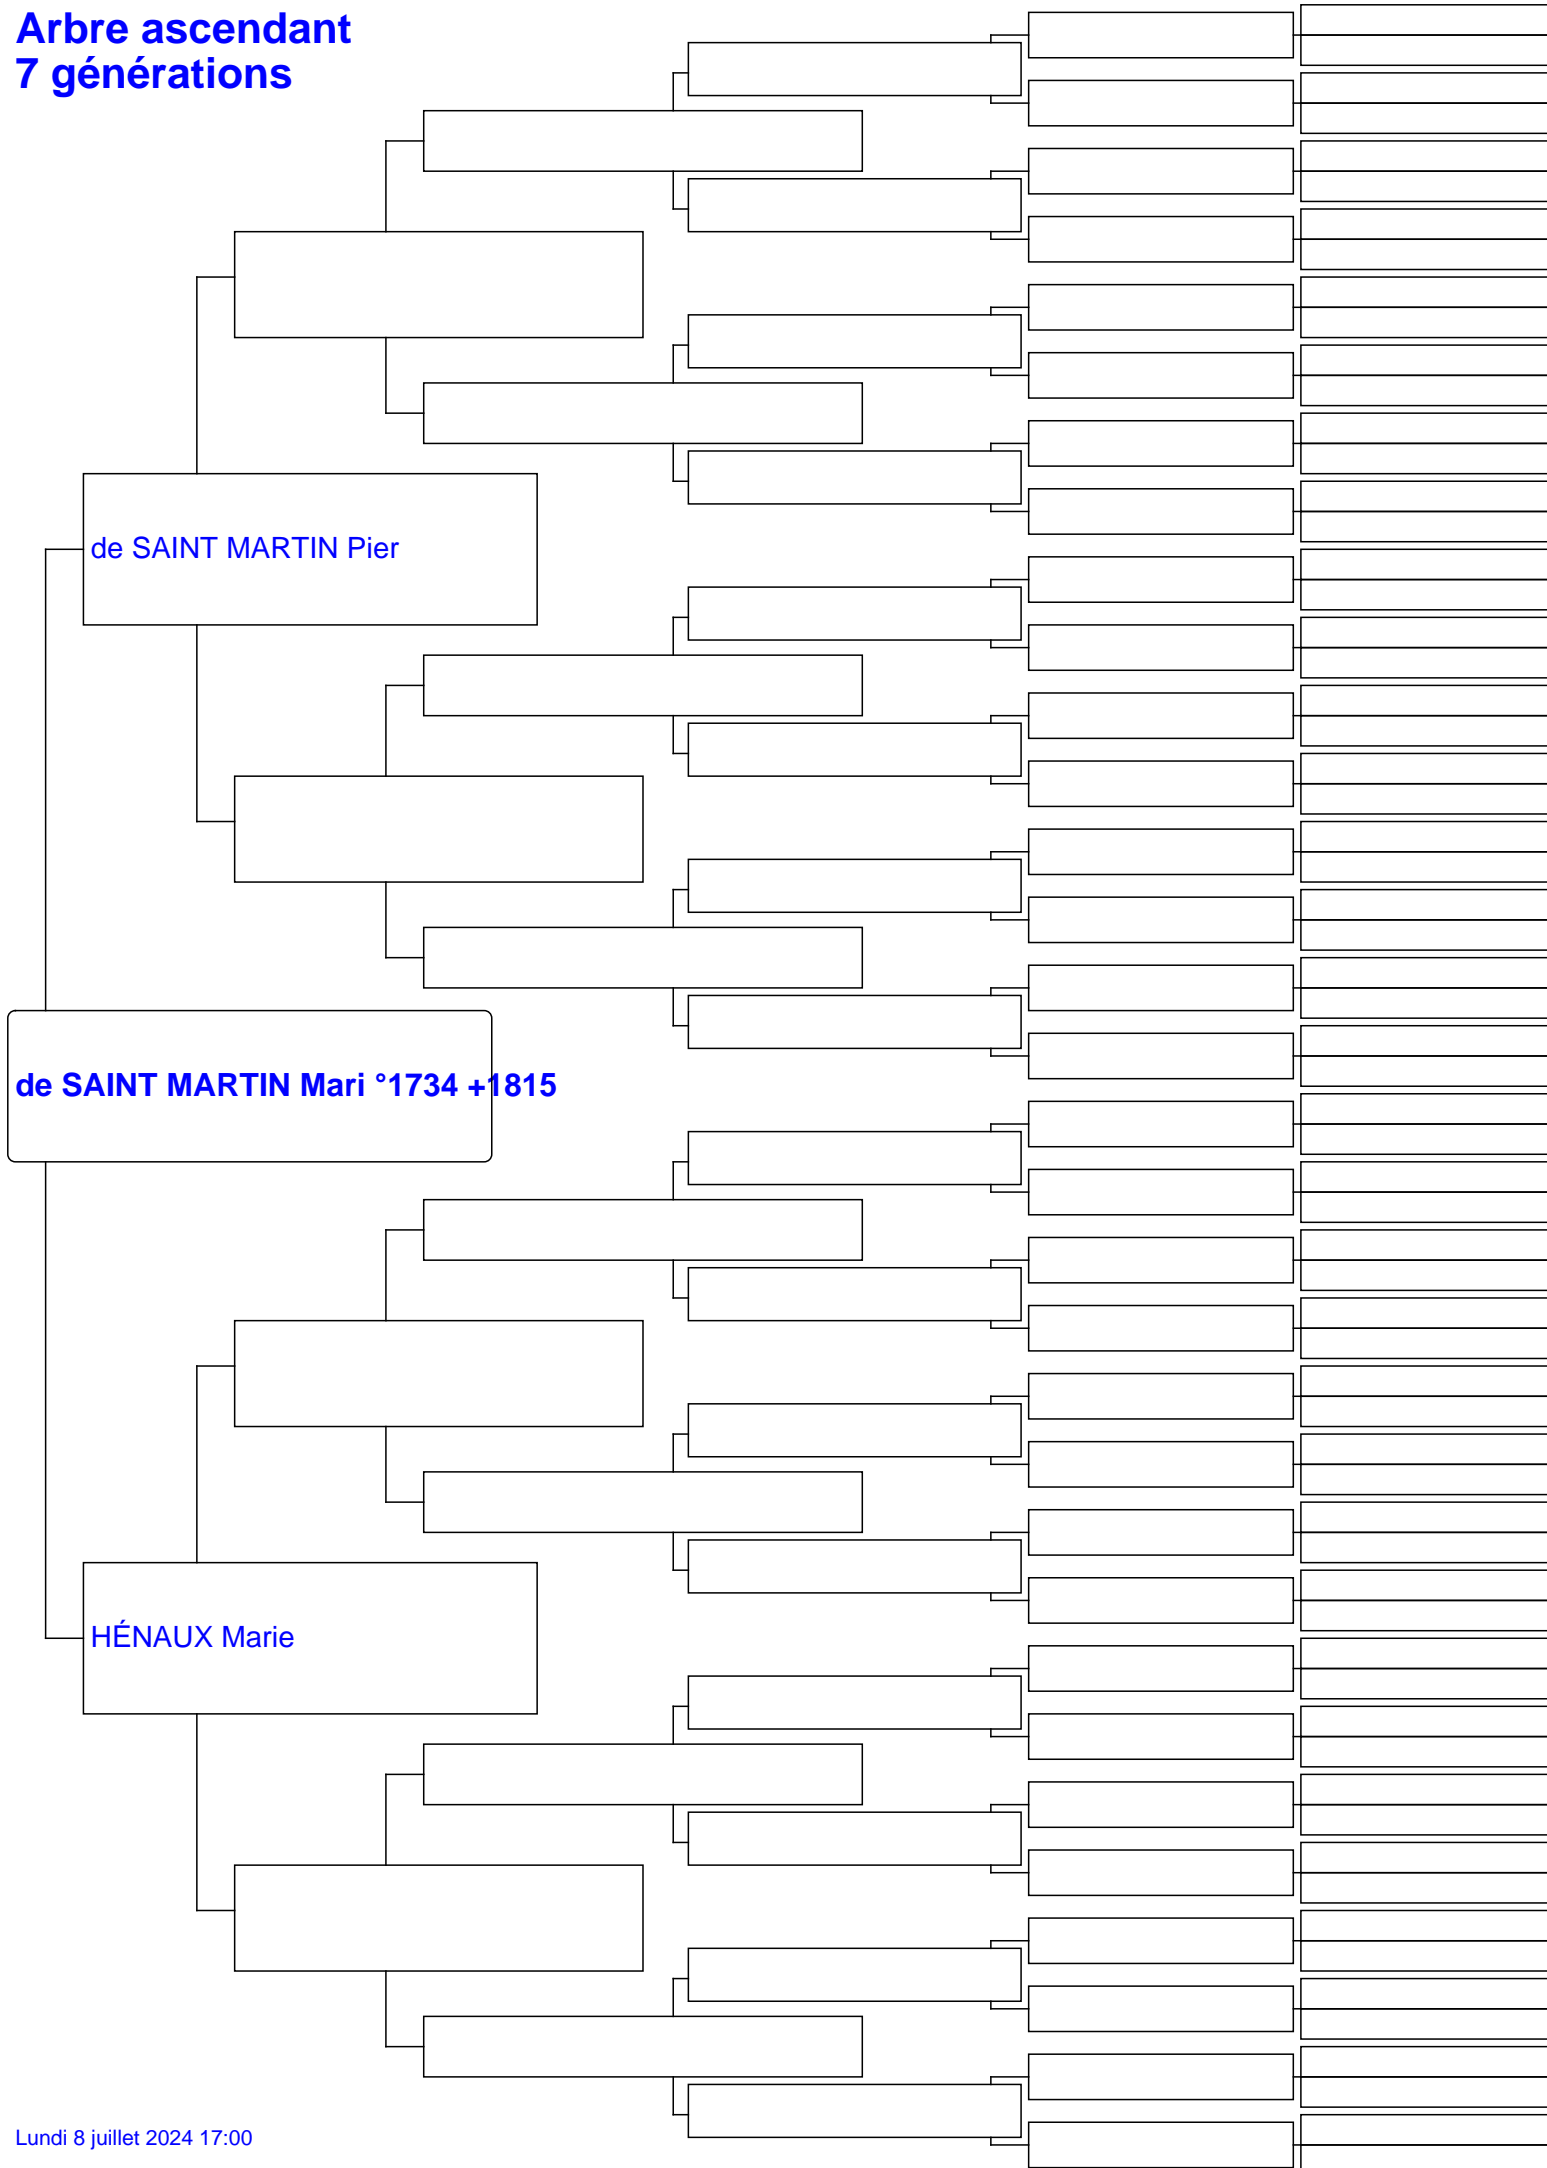 Arbre ascendant
7 générations
de SAINT MARTIN Pier
de SAINT MARTIN Mari °1734 +1815
HÉNAUX Marie
Lundi 8 juillet 2024 17:00